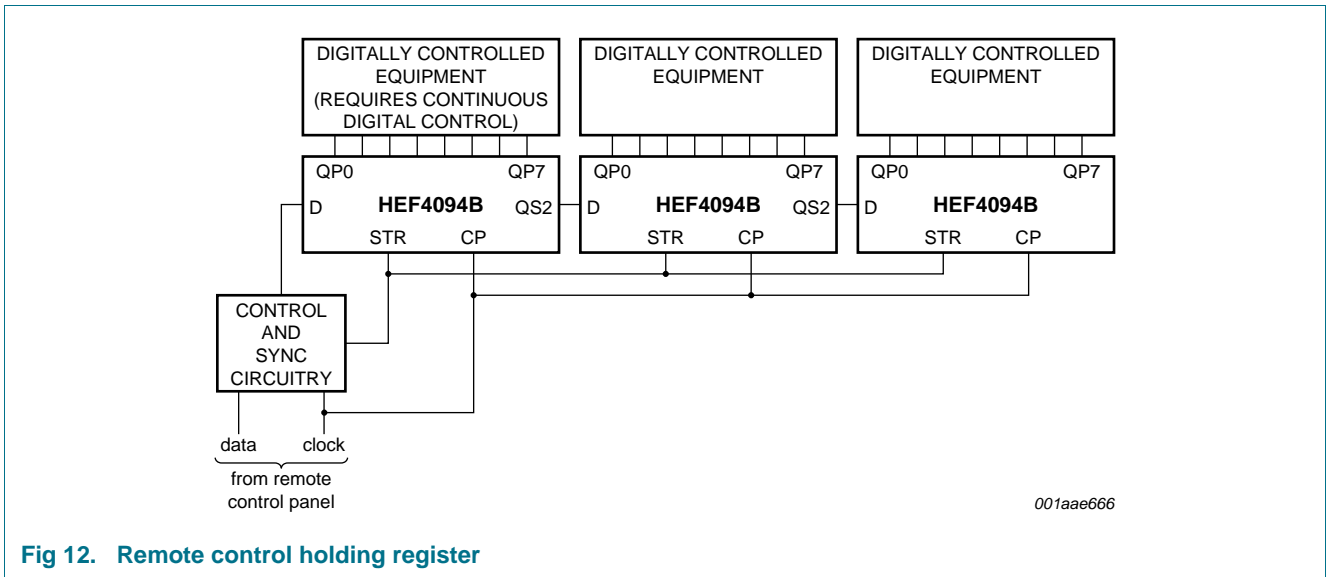 DIGITALLY CONTROLLED
EQUIPMENT
(REQUIRES CONTINUOUS
DIGITAL CONTROL)
DIGITALLY CONTROLLED
EQUIPMENT
DIGITALLY CONTROLLED
EQUIPMENT
QP0 QP7
D HEF4094B QS2
STR CP
QP0 QP7
D HEF4094B QS2
STR CP
QP0 QP7
D HEF4094B
STR CP
CONTROL
AND
SYNC
CIRCUITRY
data clock
from remote
control panel
001aae666
Fig 12. Remote control holding register